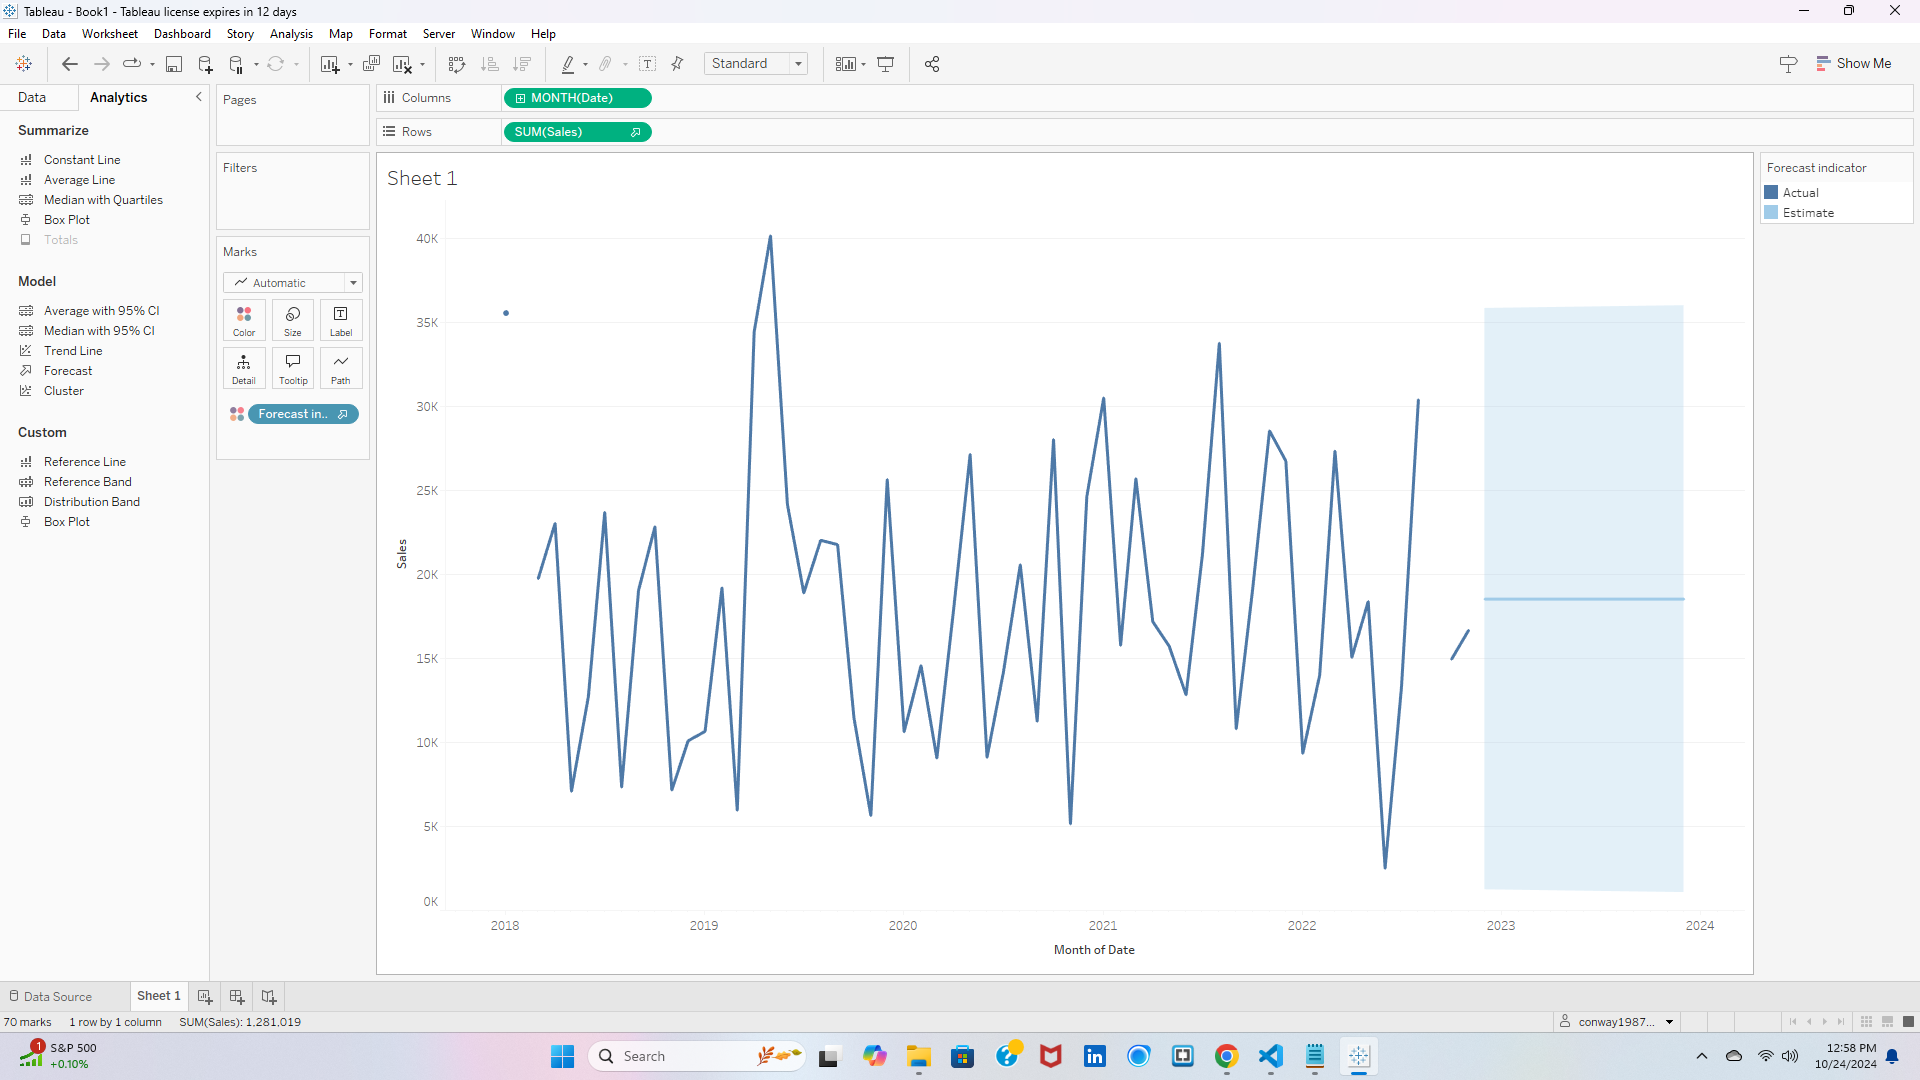 Tableau - Book1 - Tableau license expires in 12 days
File Data Worksheet Dashboard Story Analysis Map Format Server Window Help
Standard
Show Me
Data Analytics
Summarize
Constant Line
Average Line
Median with Quartiles
Box Plot
Totals
Model
Average with 95% CI
Median with 95% CI
Trend Line
Forecast
Cluster
Custom
Reference Line
Reference Band
Distribution Band
Box Plot
Pages
Filters
Marks
Automatic
Color Size Label
Detail Tooltip Path
Forecast in..
Columns MONTH(Date)
Rows SUM(Sales)
Sheet 1
40K
35K
30K
25K
20K
15K
10K
5K
0K
Sales
2018 2019 2020 2021 2022 2023 2024
Month of Date
Forecast indicator
Actual
Estimate
Data Source Sheet 1
70 marks 1 row by 1 column SUM(Sales): 1,281,019
conway1987...
1
S&P 500
+0.10%
Search
in
12:58 PM
10/24/2024